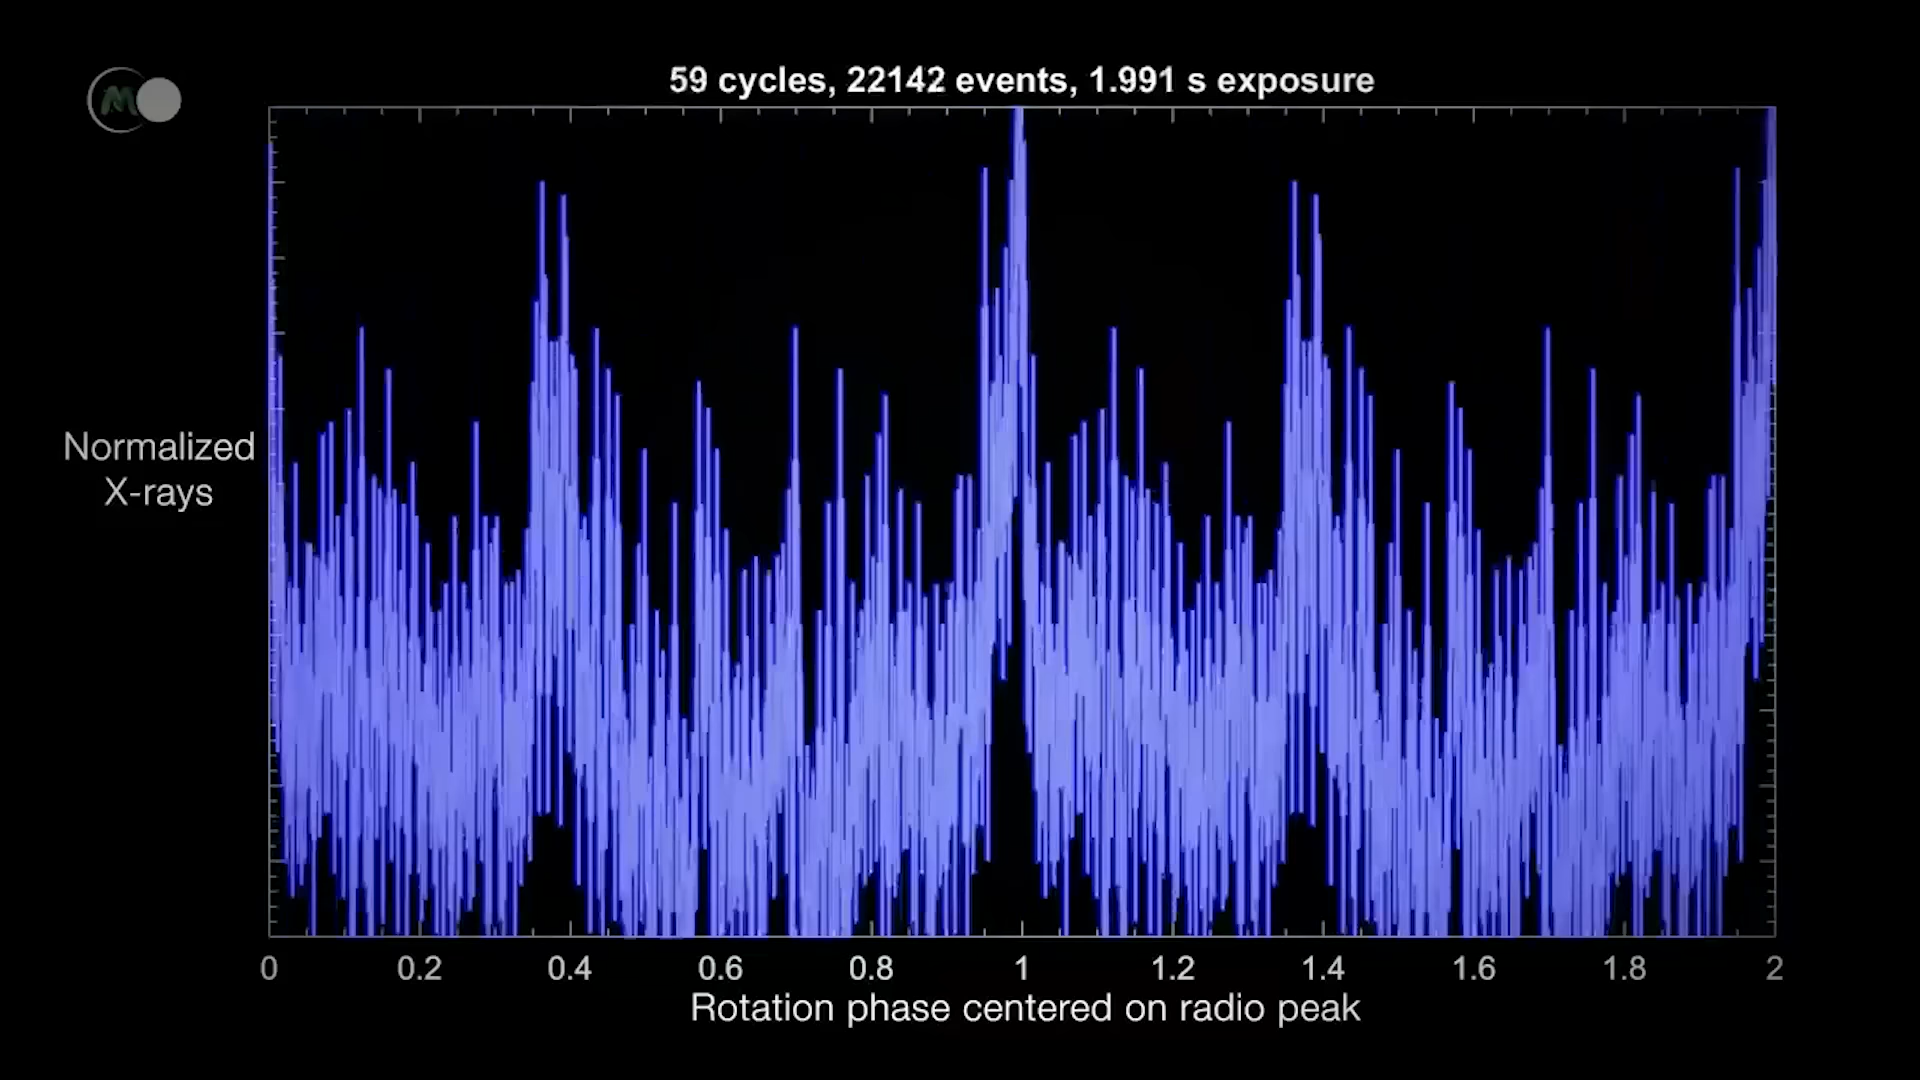 59 cycles, 22142 events, 1.991 s exposure
M
Normalized
X-rays
0 0.2 0.4 0.6 0.8 1 1.2 1.4 1.6 1.8 2
Rotation phase centered on radio peak